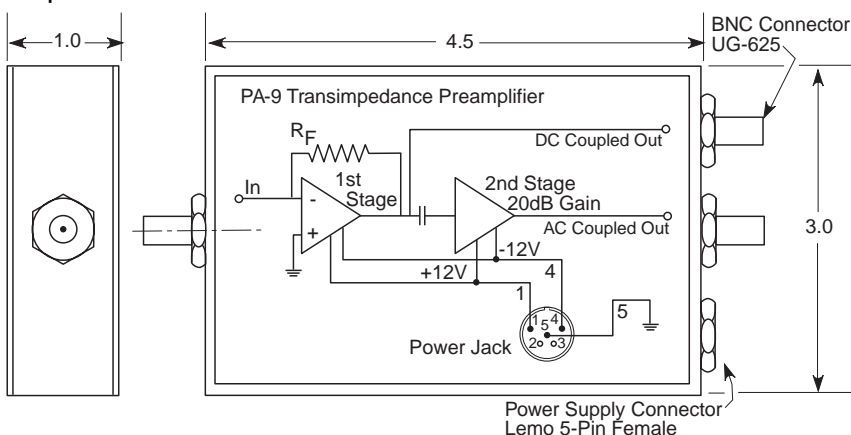 1.0
4.5
BNC Connector
UG-625
PA-9 Transimpedance Preamplifier
RF
DC Coupled Out
In
-
+
1st
Stage
2nd Stage
20dB Gain
AC Coupled Out
3.0
-12V
+12V
4
1
5
1 5 4
2 3
Power Jack
Power Supply Connector
Lemo 5-Pin Female